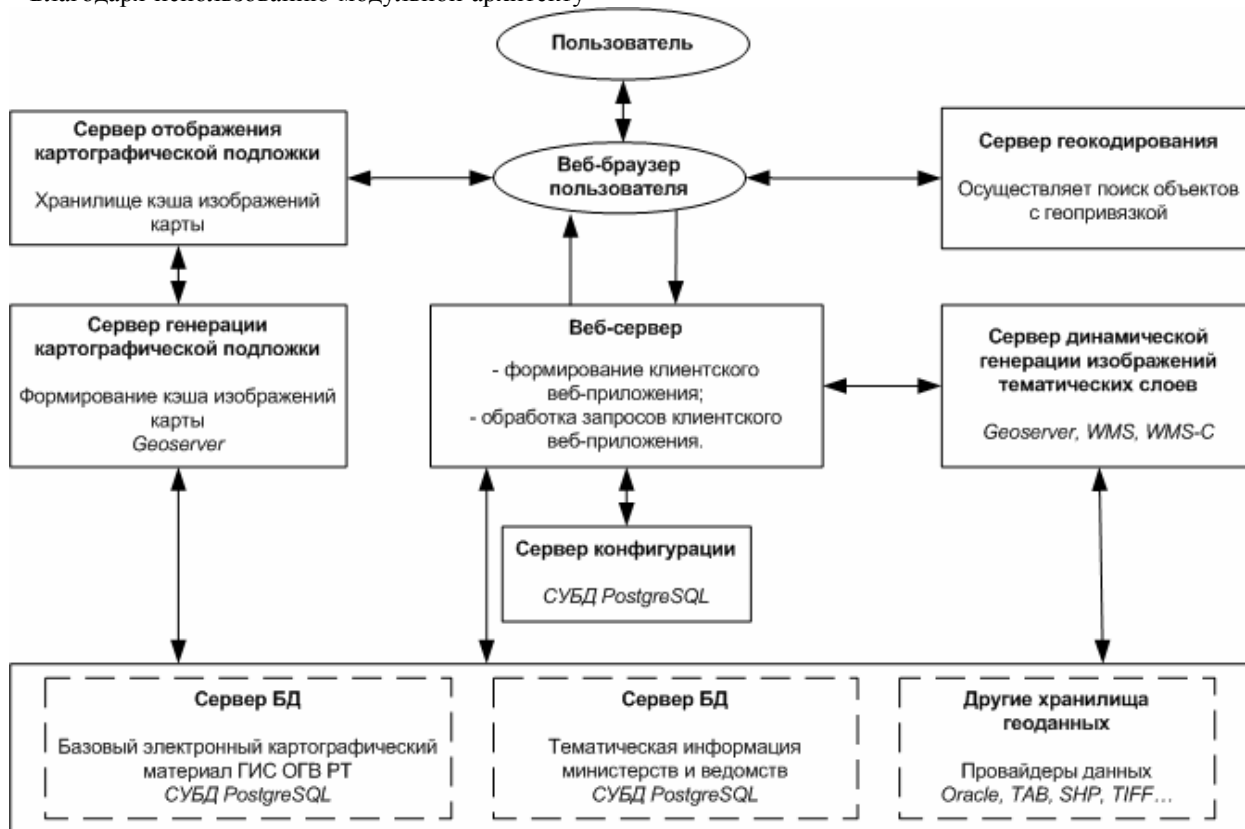 Благодаря использованию модульной архитекту
Пользователь
Сервер отображения
картографической подложки
Хранилище кэша изображений
карты
Веб-браузер
пользователя
Сервер геокодирования
Осуществляет поиск объектов
с геопривязкой
Сервер генерации
картографической подложки
Формирование кэша изображений
карты
Geoserver
Веб-сервер
- формирование клиентского
веб-приложения;
- обработка запросов клиентского
веб-приложения.
Сервер динамической
генерации изображений
тематических слоев
Geoserver, WMS, WMS-C
Сервер конфигурации
СУБД PostgreSQL
Сервер БД
Базовый электронный картографический
материал ГИС ОГВ РТ
СУБД PostgreSQL
Сервер БД
Тематическая информация
министерств и ведомств
СУБД PostgreSQL
Другие хранилища
геоданных
Провайдеры данных
Oracle, TAB, SHP, TIFF…